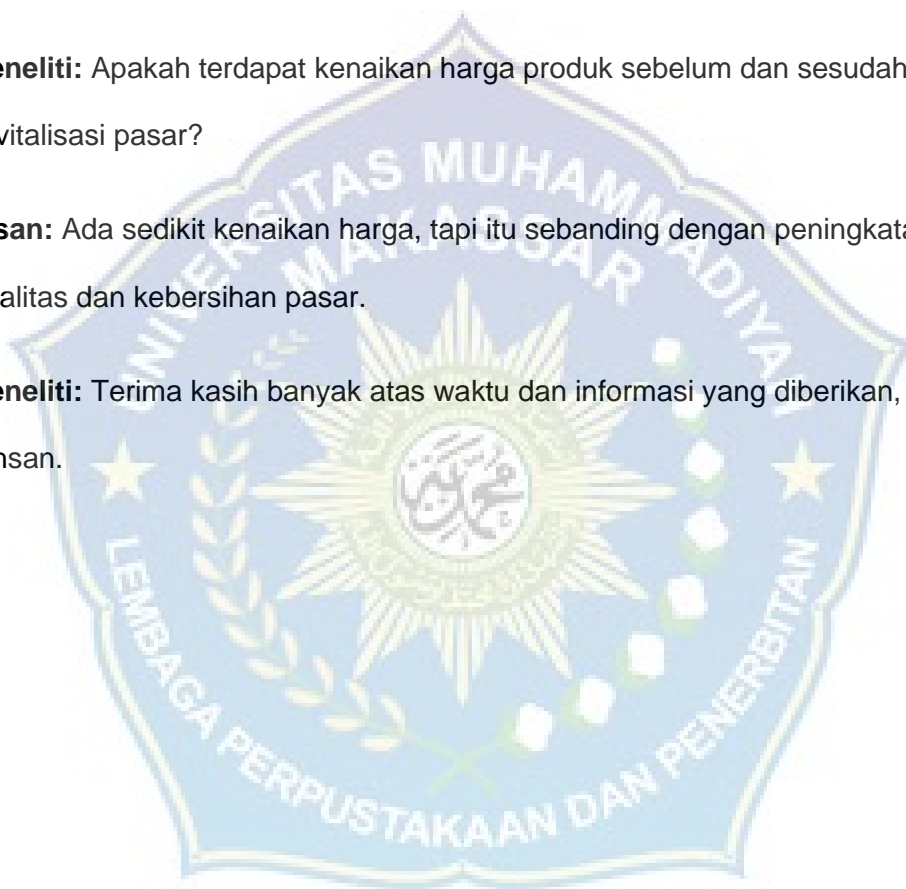 eneliti: Apakah terdapat kenaikan harga produk sebelum dan sesudah
vitalisasi pasar?
san: Ada sedikit kenaikan harga, tapi itu sebanding dengan peningkata
alitas dan kebersihan pasar.
eneliti: Terima kasih banyak atas waktu dan informasi yang diberikan,
nsan.
UNIVERSITAS MUHAMMADIYAH
MAKASSAR
LEMBAGA PERPUSTAKAAN DAN PENERBITAN